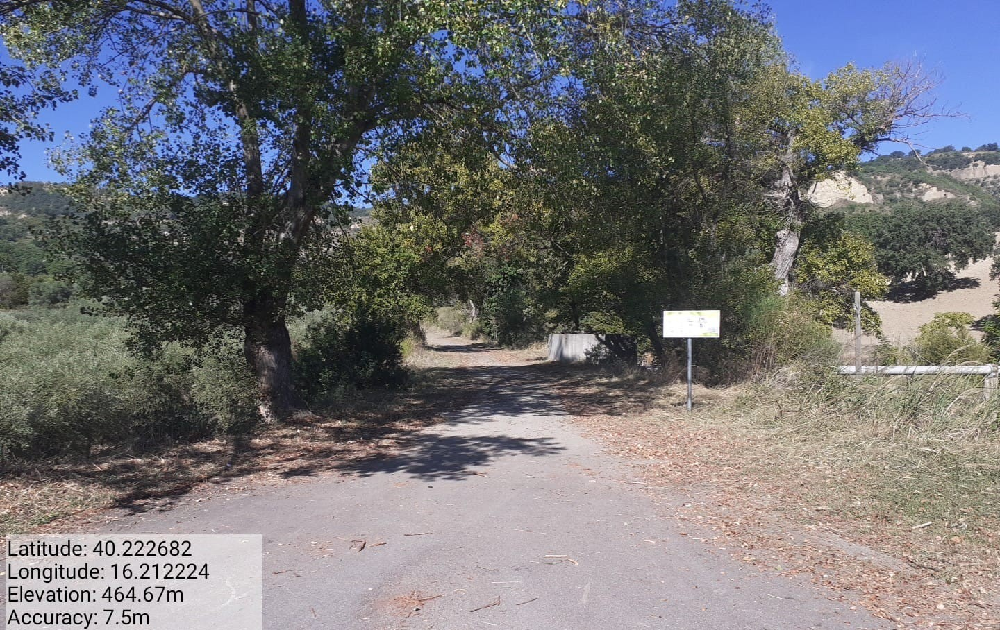 Latitude: 40.222682
Longitude: 16.212224
Elevation: 464.67m
Accuracy: 7.5m